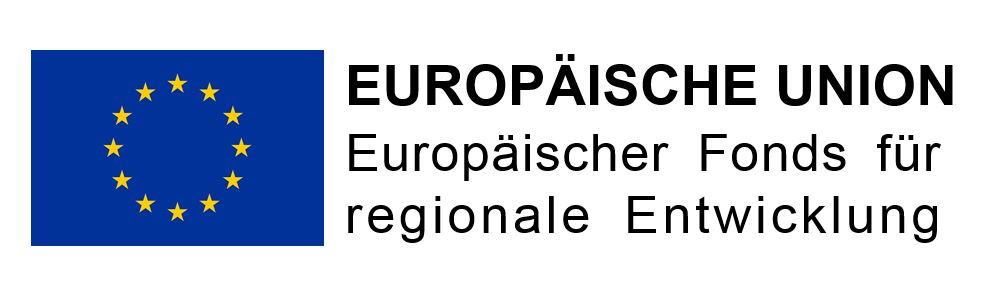 EUROPÄISCHE UNION
Europäischer Fonds für
regionale Entwicklung